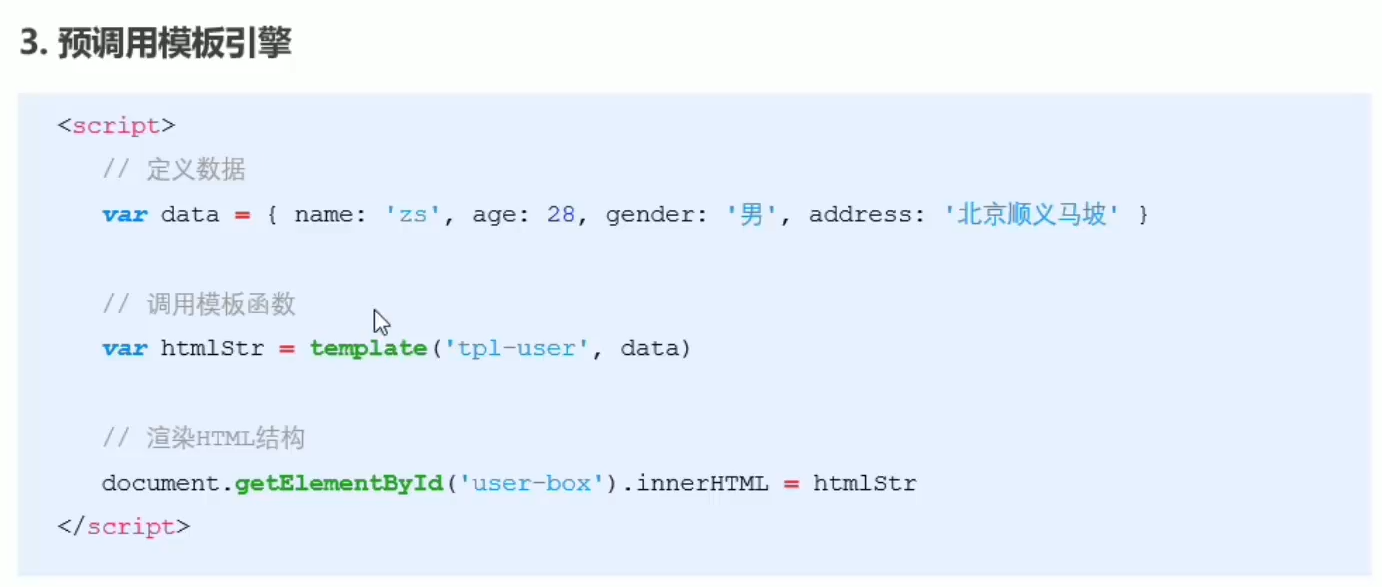 3. 预调用模板引擎
<script>
// 定义数据
var data = { name: 'zs', age: 28, gender: '男', address: '北京顺义马坡' }
// 调用模板函数
var htmlStr = template('tpl-user', data)
// 渲染HTML结构
document.getElementById('user-box').innerHTML = htmlStr
</script>